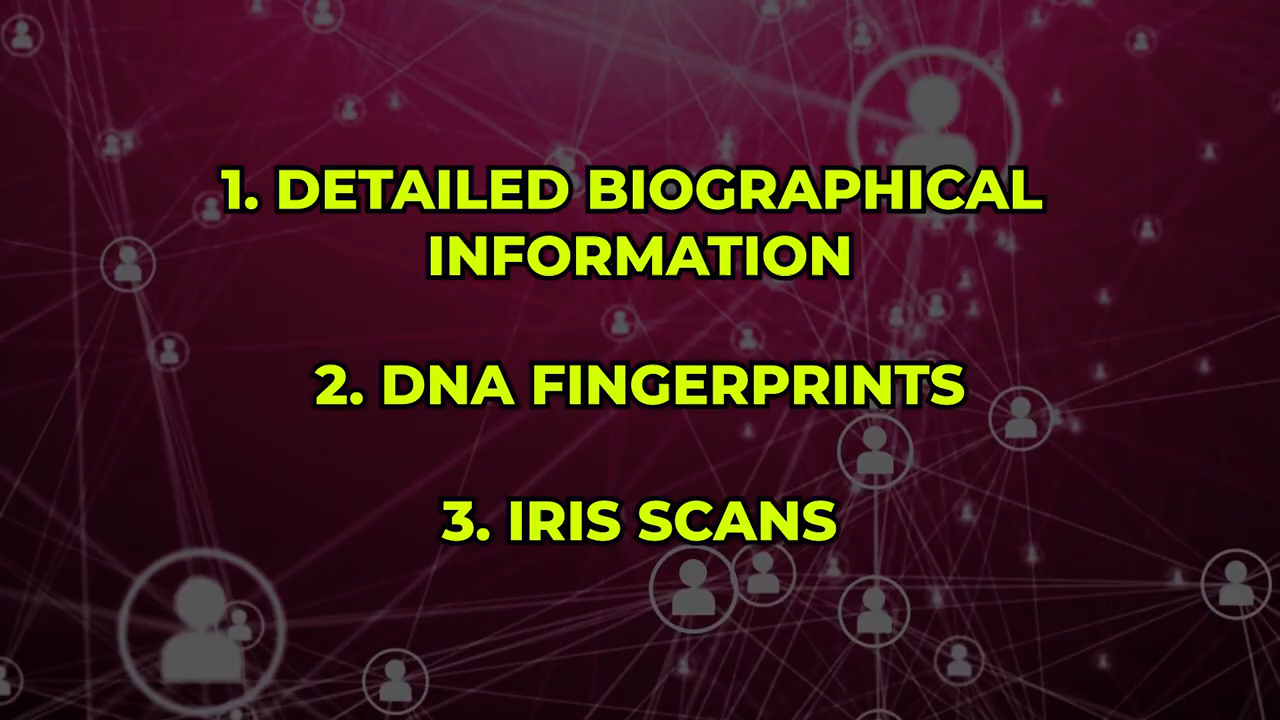 1. DETAILED BIOGRAPHICAL
INFORMATION
2. DNA FINGERPRINTS
3. IRIS SCANS